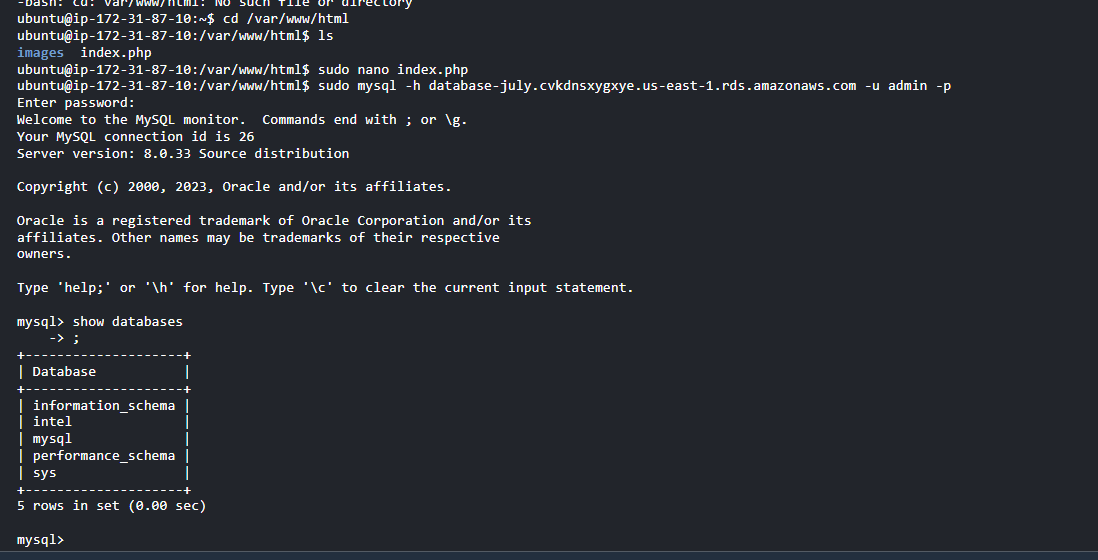 -bash: cd: var/www/html: No such file or directory
ubuntu@ip-172-31-87-10:~$ cd /var/www/html
ubuntu@ip-172-31-87-10:/var/www/html$ ls
images  index.php
ubuntu@ip-172-31-87-10:/var/www/html$ sudo nano index.php
ubuntu@ip-172-31-87-10:/var/www/html$ sudo mysql -h database-july.cvkdnsxygxye.us-east-1.rds.amazonaws.com -u admin -p
Enter password:
Welcome to the MySQL monitor.  Commands end with ; or \g.
Your MySQL connection id is 26
Server version: 8.0.33 Source distribution

Copyright (c) 2000, 2023, Oracle and/or its affiliates.

Oracle is a registered trademark of Oracle Corporation and/or its
affiliates. Other names may be trademarks of their respective
owners.

Type 'help;' or '\h' for help. Type '\c' to clear the current input statement.

mysql> show databases
    -> ;
+--------------------+
| Database           |
+--------------------+
| information_schema |
| intel              |
| mysql              |
| performance_schema |
| sys                |
+--------------------+
5 rows in set (0.00 sec)

mysql>